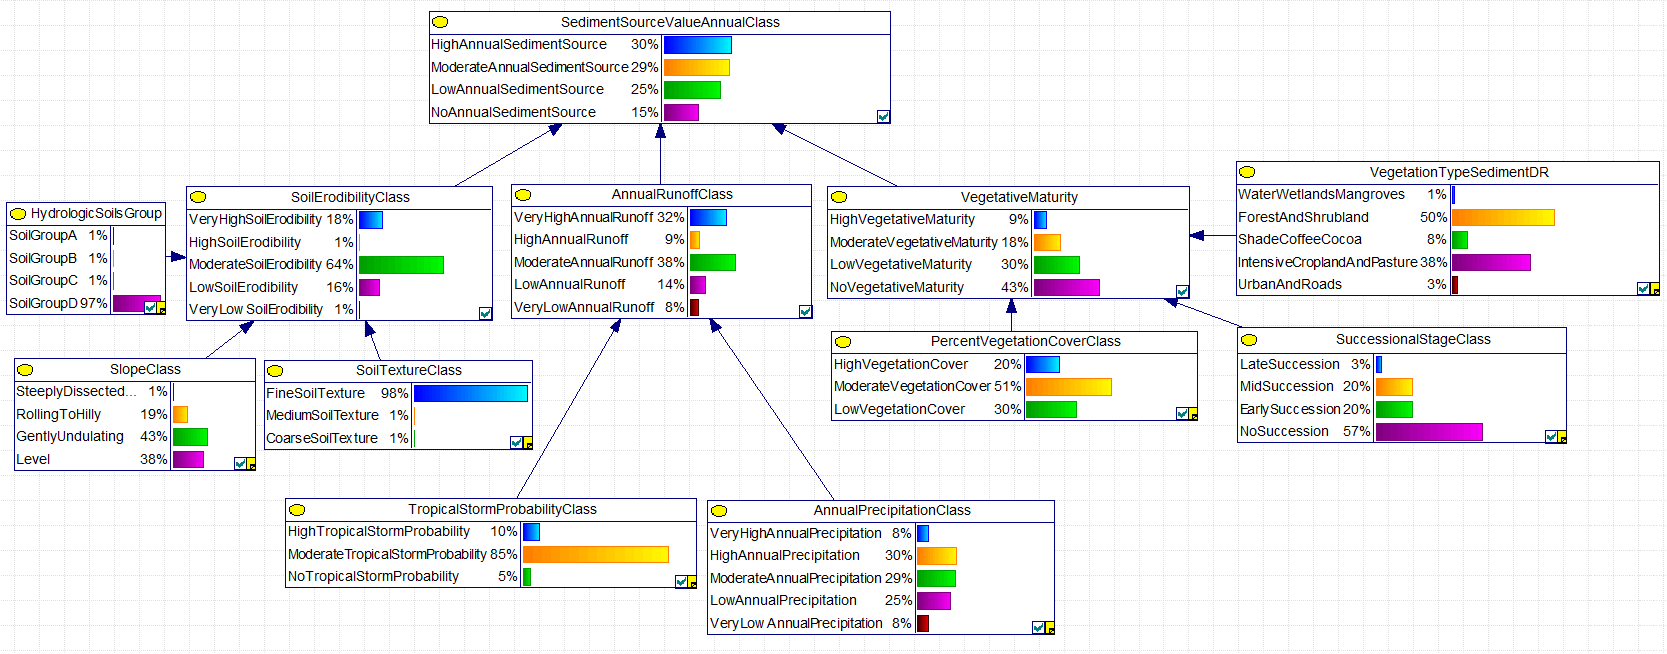 SedimentSourceValueAnnualClass
HighAnnualSedimentSource 30%
ModerateAnnualSedimentSource 29%
LowAnnualSedimentSource 25%
NoAnnualSedimentSource 15%
HydrologicSoilsGroup
SoilGroupA 1%
SoilGroupB 1%
SoilGroupC 1%
SoilGroupD 97%
SoilErodibilityClass
VeryHighSoilErodibility 18%
HighSoilErodibility 1%
ModerateSoilErodibility 64%
LowSoilErodibility 16%
VeryLow SoilErodibility 1%
AnnualRunoffClass
VeryHighAnnualRunoff 32%
HighAnnualRunoff 9%
ModerateAnnualRunoff 38%
LowAnnualRunoff 14%
VeryLowAnnualRunoff 8%
VegetativeMaturity
HighVegetativeMaturity 9%
ModerateVegetativeMaturity 18%
LowVegetativeMaturity 30%
NoVegetativeMaturity 43%
VegetationTypeSedimentDR
WaterWetlandsMangroves 1%
ForestAndShrubland 50%
ShadeCoffeeCocoa 8%
IntensiveCroplandAndPasture 38%
UrbanAndRoads 3%
SlopeClass
SteeplyDissected... 1%
RollingToHilly 19%
GentlyUndulating 43%
Level 38%
SoilTextureClass
FineSoilTexture 98%
MediumSoilTexture 1%
CoarseSoilTexture 1%
PercentVegetationCoverClass
HighVegetationCover 20%
ModerateVegetationCover 51%
LowVegetationCover 30%
SuccessionalStageClass
LateSuccession 3%
MidSuccession 20%
EarlySuccession 20%
NoSuccession 57%
TropicalStormProbabilityClass
HighTropicalStormProbability 10%
ModerateTropicalStormProbability 85%
NoTropicalStormProbability 5%
AnnualPrecipitationClass
VeryHighAnnualPrecipitation 8%
HighAnnualPrecipitation 30%
ModerateAnnualPrecipitation 29%
LowAnnualPrecipitation 25%
VeryLow AnnualPrecipitation 8%